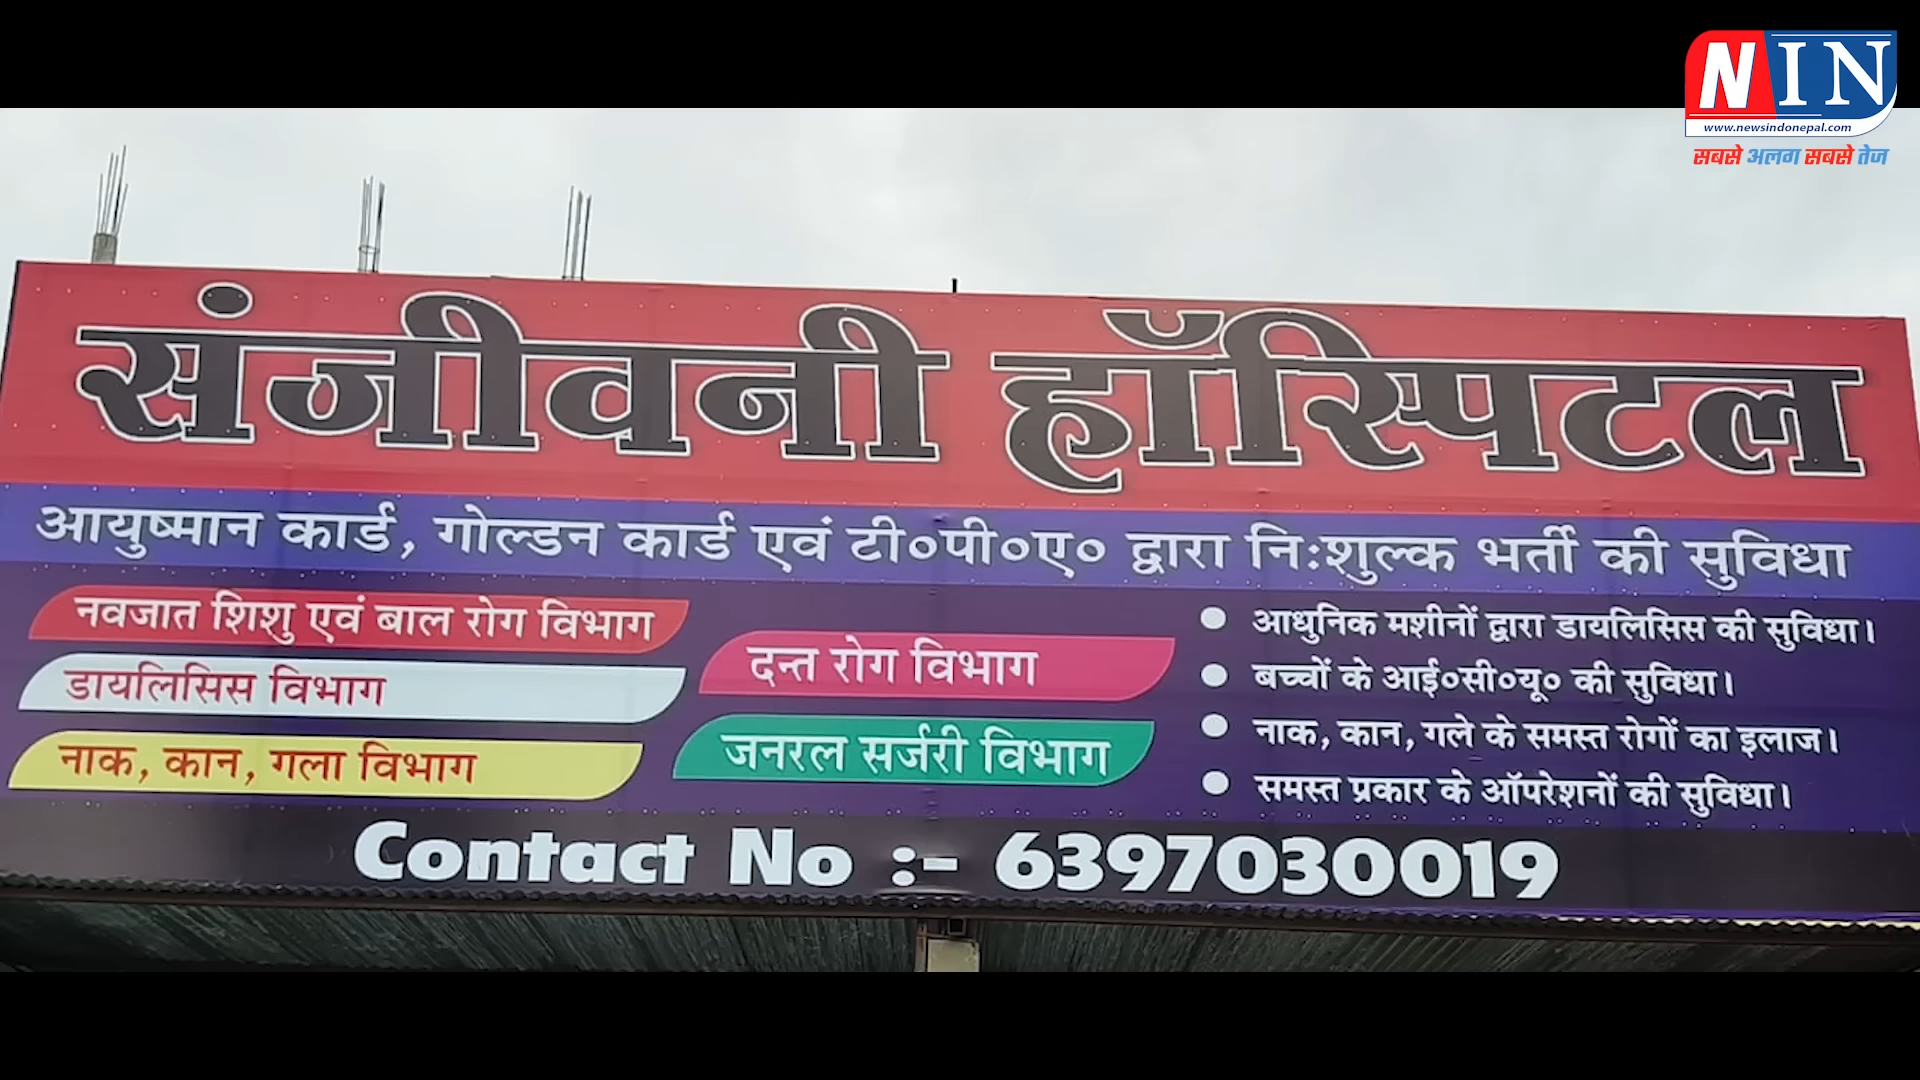 NIN
www.newsindonepal.com
सबसे अलग सबसे तेज
संजीवनी हॉस्पिटल
आयुष्मान कार्ड, गोल्डन कार्ड एवं टी०पी०ए० द्वारा नि:शुल्क भर्ती की सुविधा
नवजात शिशु एवं बाल रोग विभाग
डायलिसिस विभाग
नाक, कान, गला विभाग
दन्त रोग विभाग
जनरल सर्जरी विभाग
● आधुनिक मशीनों द्वारा डायलिसिस की सुविधा।
● बच्चों के आई०सी०यू० की सुविधा।
● नाक, कान, गले के समस्त रोगों का इलाज।
● समस्त प्रकार के ऑपरेशनों की सुविधा।
Contact No :- 6397030019